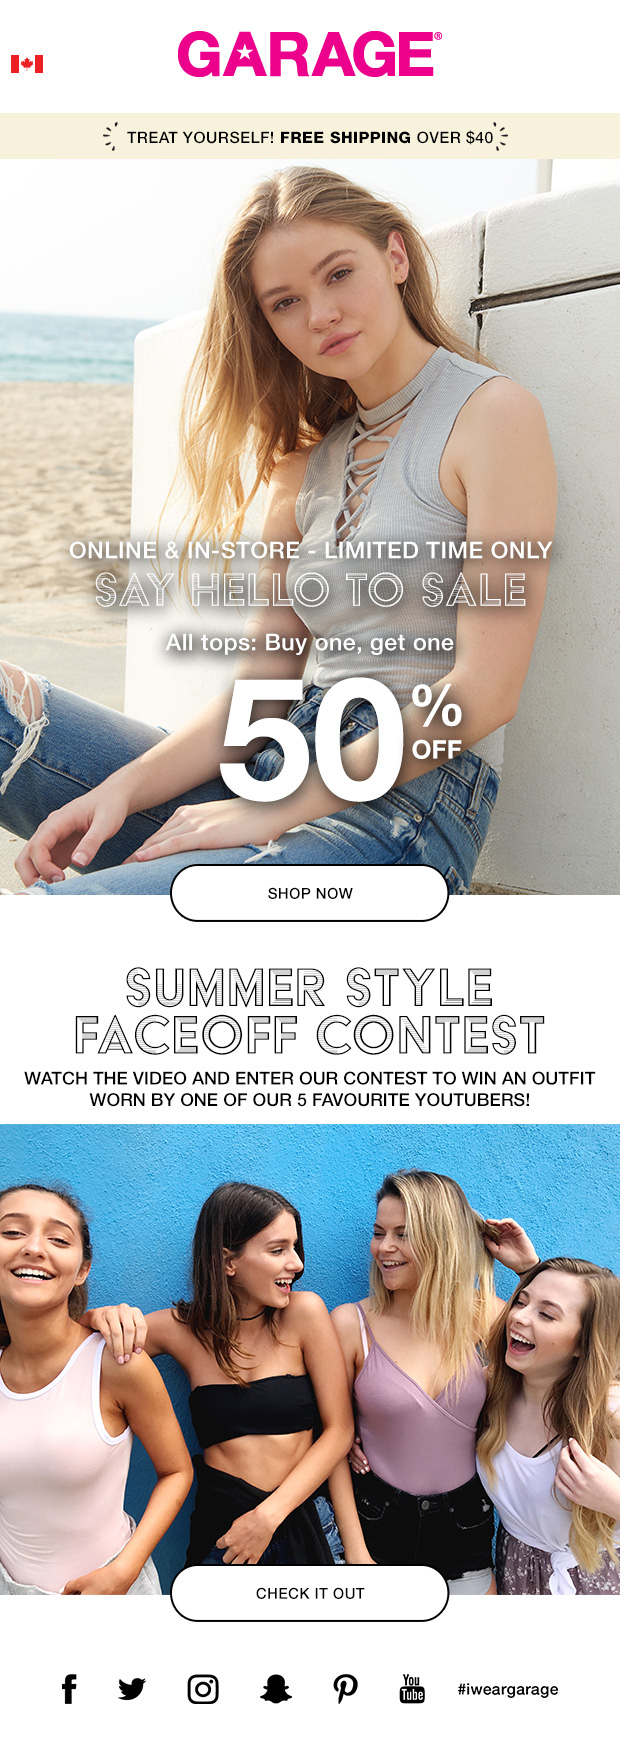 GARAGE®
TREAT YOURSELF! FREE SHIPPING OVER $40
ONLINE & IN-STORE - LIMITED TIME ONLY
SAY HELLO TO SALE
All tops: Buy one, get one
50% OFF
SHOP NOW
SUMMER STYLE
FACEOFF CONTEST
WATCH THE VIDEO AND ENTER OUR CONTEST TO WIN AN OUTFIT
WORN BY ONE OF OUR 5 FAVOURITE YOUTUBERS!
CHECK IT OUT
You Tube #iweargarage